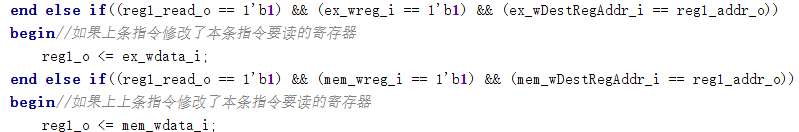 end else if((reg1_read_o == 1'b1) && (ex_wreg_i == 1'b1) && (ex_wDestRegAddr_i == reg1_addr_o))
begin//如果上条指令修改了本条指令要读的寄存器
reg1_o <= ex_wdata_i;
end else if((reg1_read_o == 1'b1) && (mem_wreg_i == 1'b1) && (mem_wDestRegAddr_i == reg1_addr_o))
begin//如果上上条指令修改了本条指令要读的寄存器
reg1_o <= mem_wdata_i;